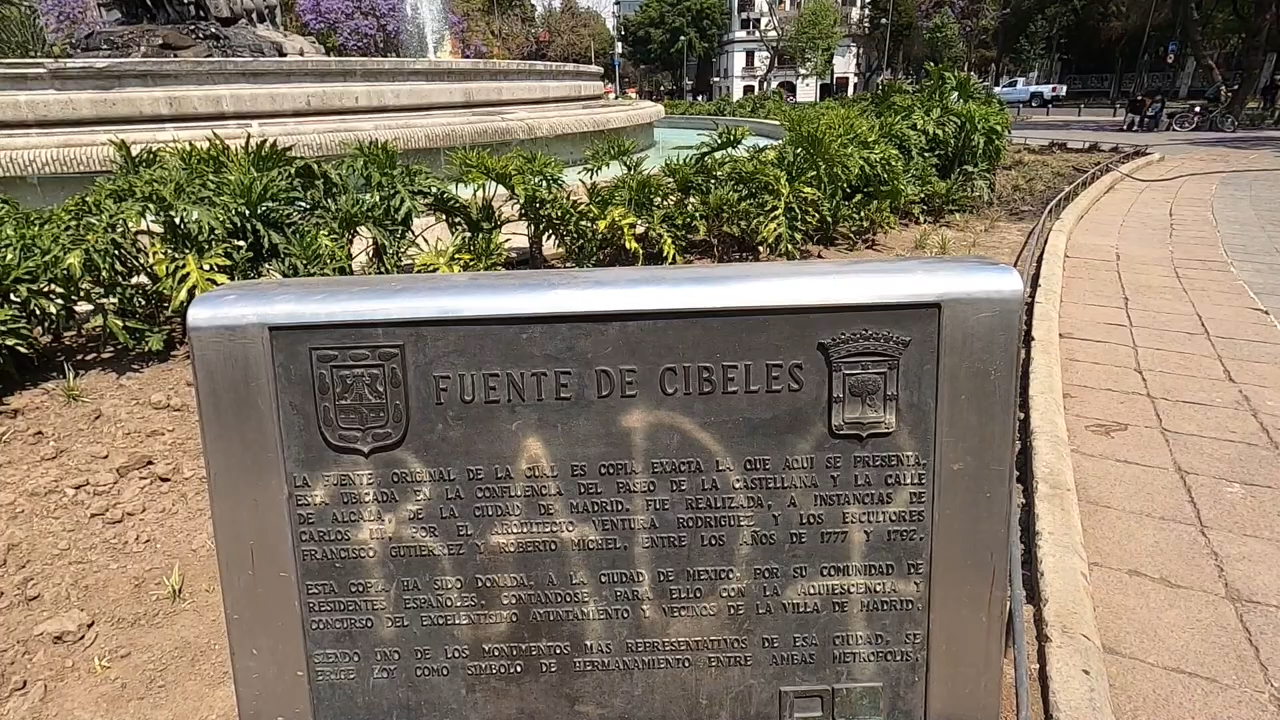 FUENTE DE CIBELES
LA FUENTE ORIGINAL DE LA CUAL ES COPIA EXACTA LA QUE AQUI SE PRESENTA,
ESTA UBICADA EN LA CONFLUENCIA DEL PASEO DE LA CASTELLANA Y LA CALLE
DE ALCALA, DE LA CIUDAD DE MADRID. FUE REALIZADA, A INSTANCIAS DE
CARLOS III, POR EL ARQUITECTO VENTURA RODRIGUEZ Y LOS ESCULTORES
FRANCISCO GUTIERREZ Y ROBERTO MICHEL, ENTRE LOS AÑOS DE 1777 Y 1792.
ESTA COPIA HA SIDO DONADA, A LA CIUDAD DE MEXICO, POR SU COMUNIDAD DE
RESIDENTES ESPAÑOLES, CONTANDOSE, PARA ELLO CON LA AQUIESCENCIA Y
CONCURSO DEL EXCELENTISIMO AYUNTAMIENTO Y VECINOS DE LA VILLA DE MADRID.
SIENDO UNO DE LOS MONUMENTOS MAS REPRESENTATIVOS DE ESA CIUDAD, SE
ERIGE HOY COMO SIMBOLO DE HERMANAMIENTO ENTRE AMBAS METROPOLIS.